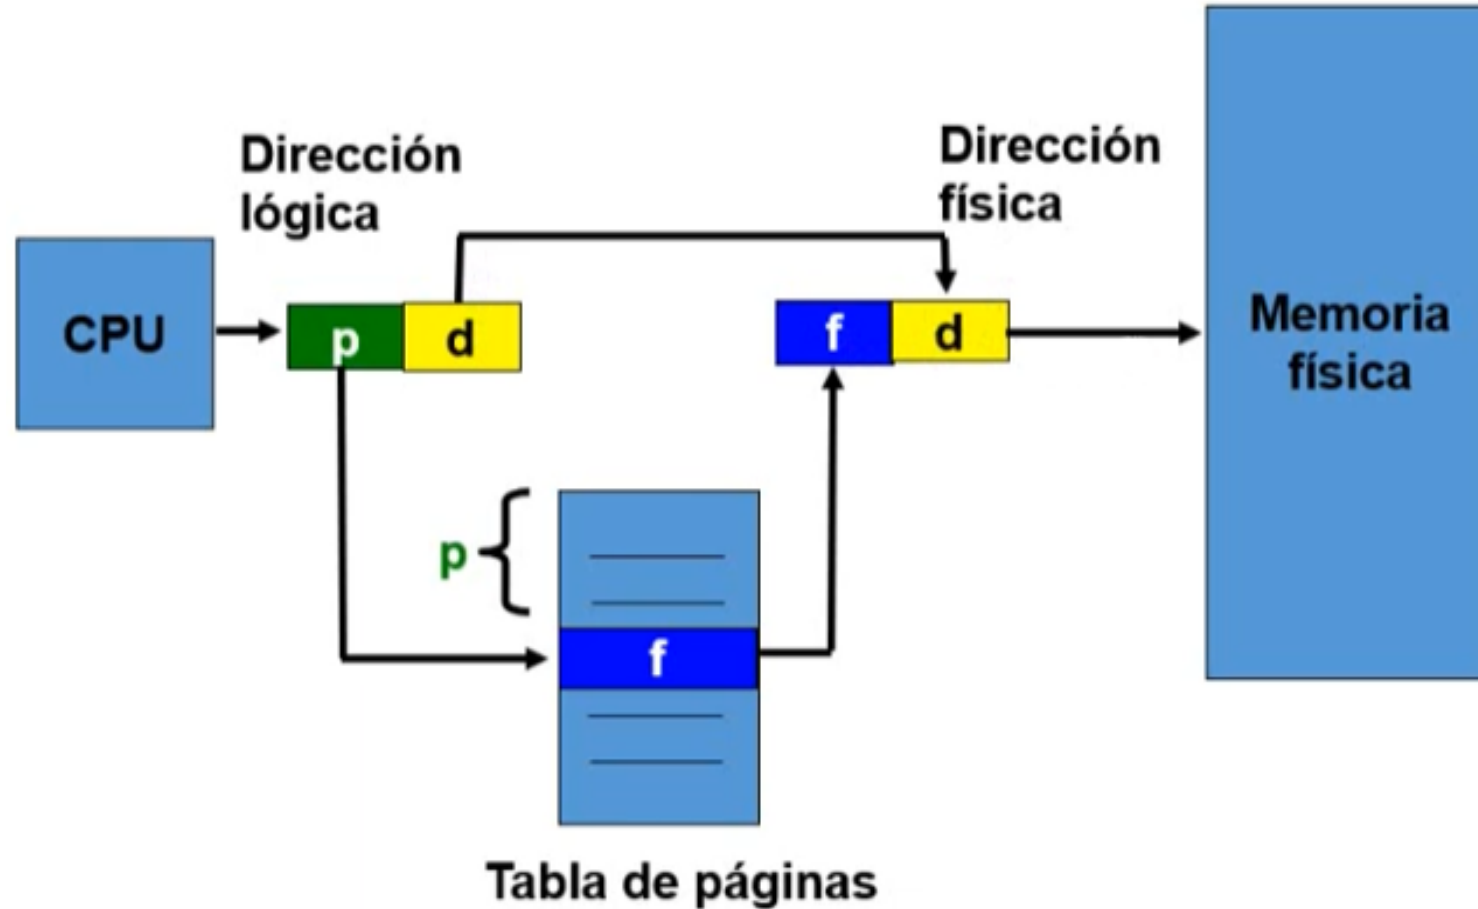 Dirección
lógica
Dirección
física
CPU
p
d
f
d
Memoria
física
p
f
Tabla de páginas